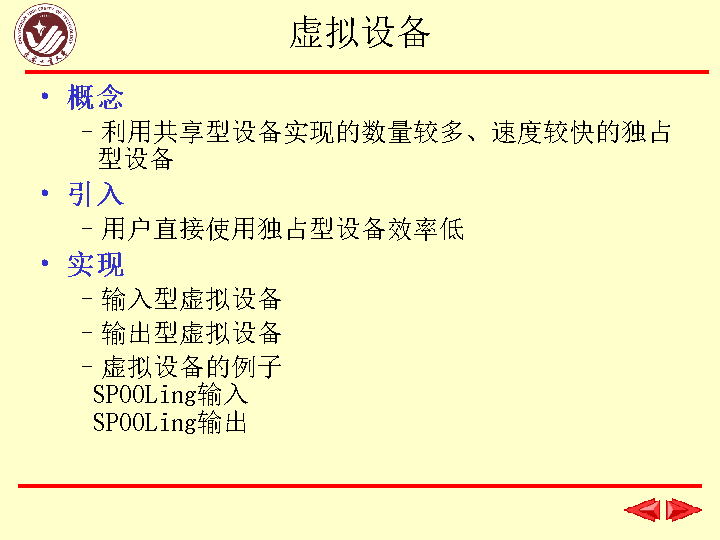 虚拟设备
• 概念
–利用共享型设备实现的数量较多、速度较快的独占
型设备
• 引入
–用户直接使用独占型设备效率低
• 实现
–输入型虚拟设备
–输出型虚拟设备
–虚拟设备的例子
SPOOLing输入
SPOOLing输出